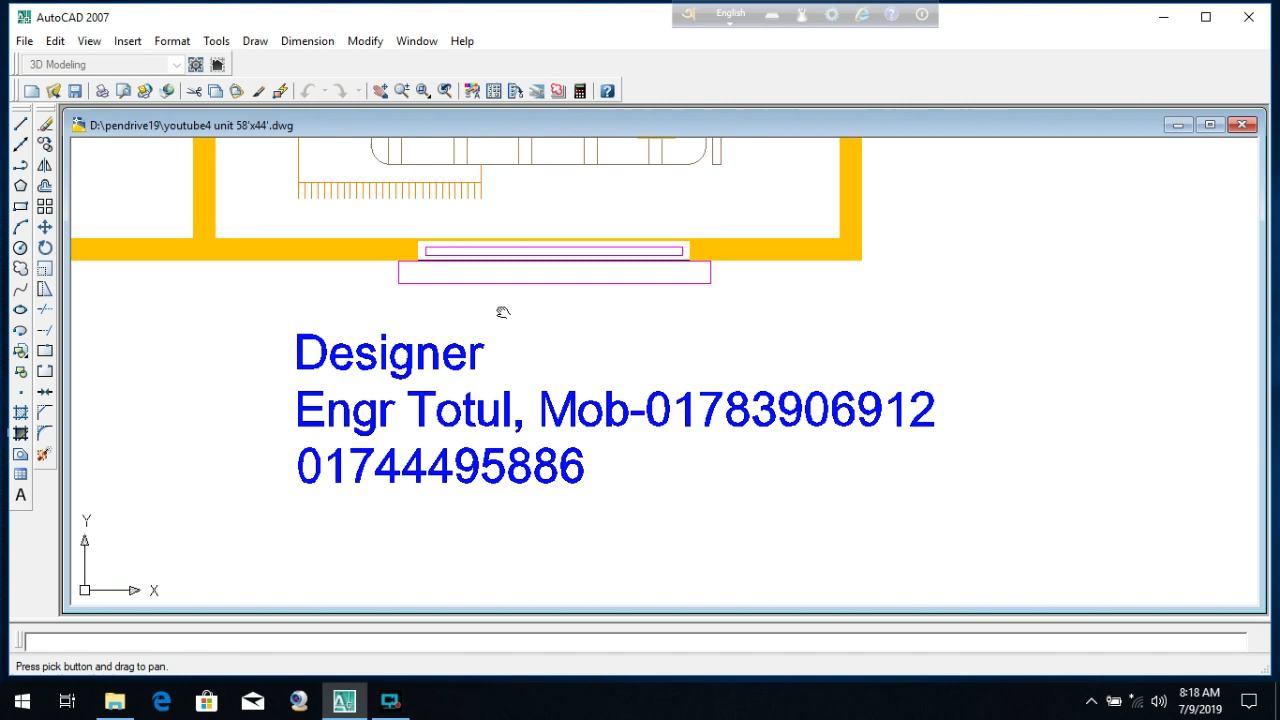 AutoCAD 2007
English
File Edit View Insert Format Tools Draw Dimension Modify Window Help
3D Modeling
D:\pendrive19\youtube4 unit 58'x44'.dwg
Designer
Engr Totul, Mob-01783906912
01744495886
Y
X
A
Press pick button and drag to pan.
8:18 AM
7/9/2019